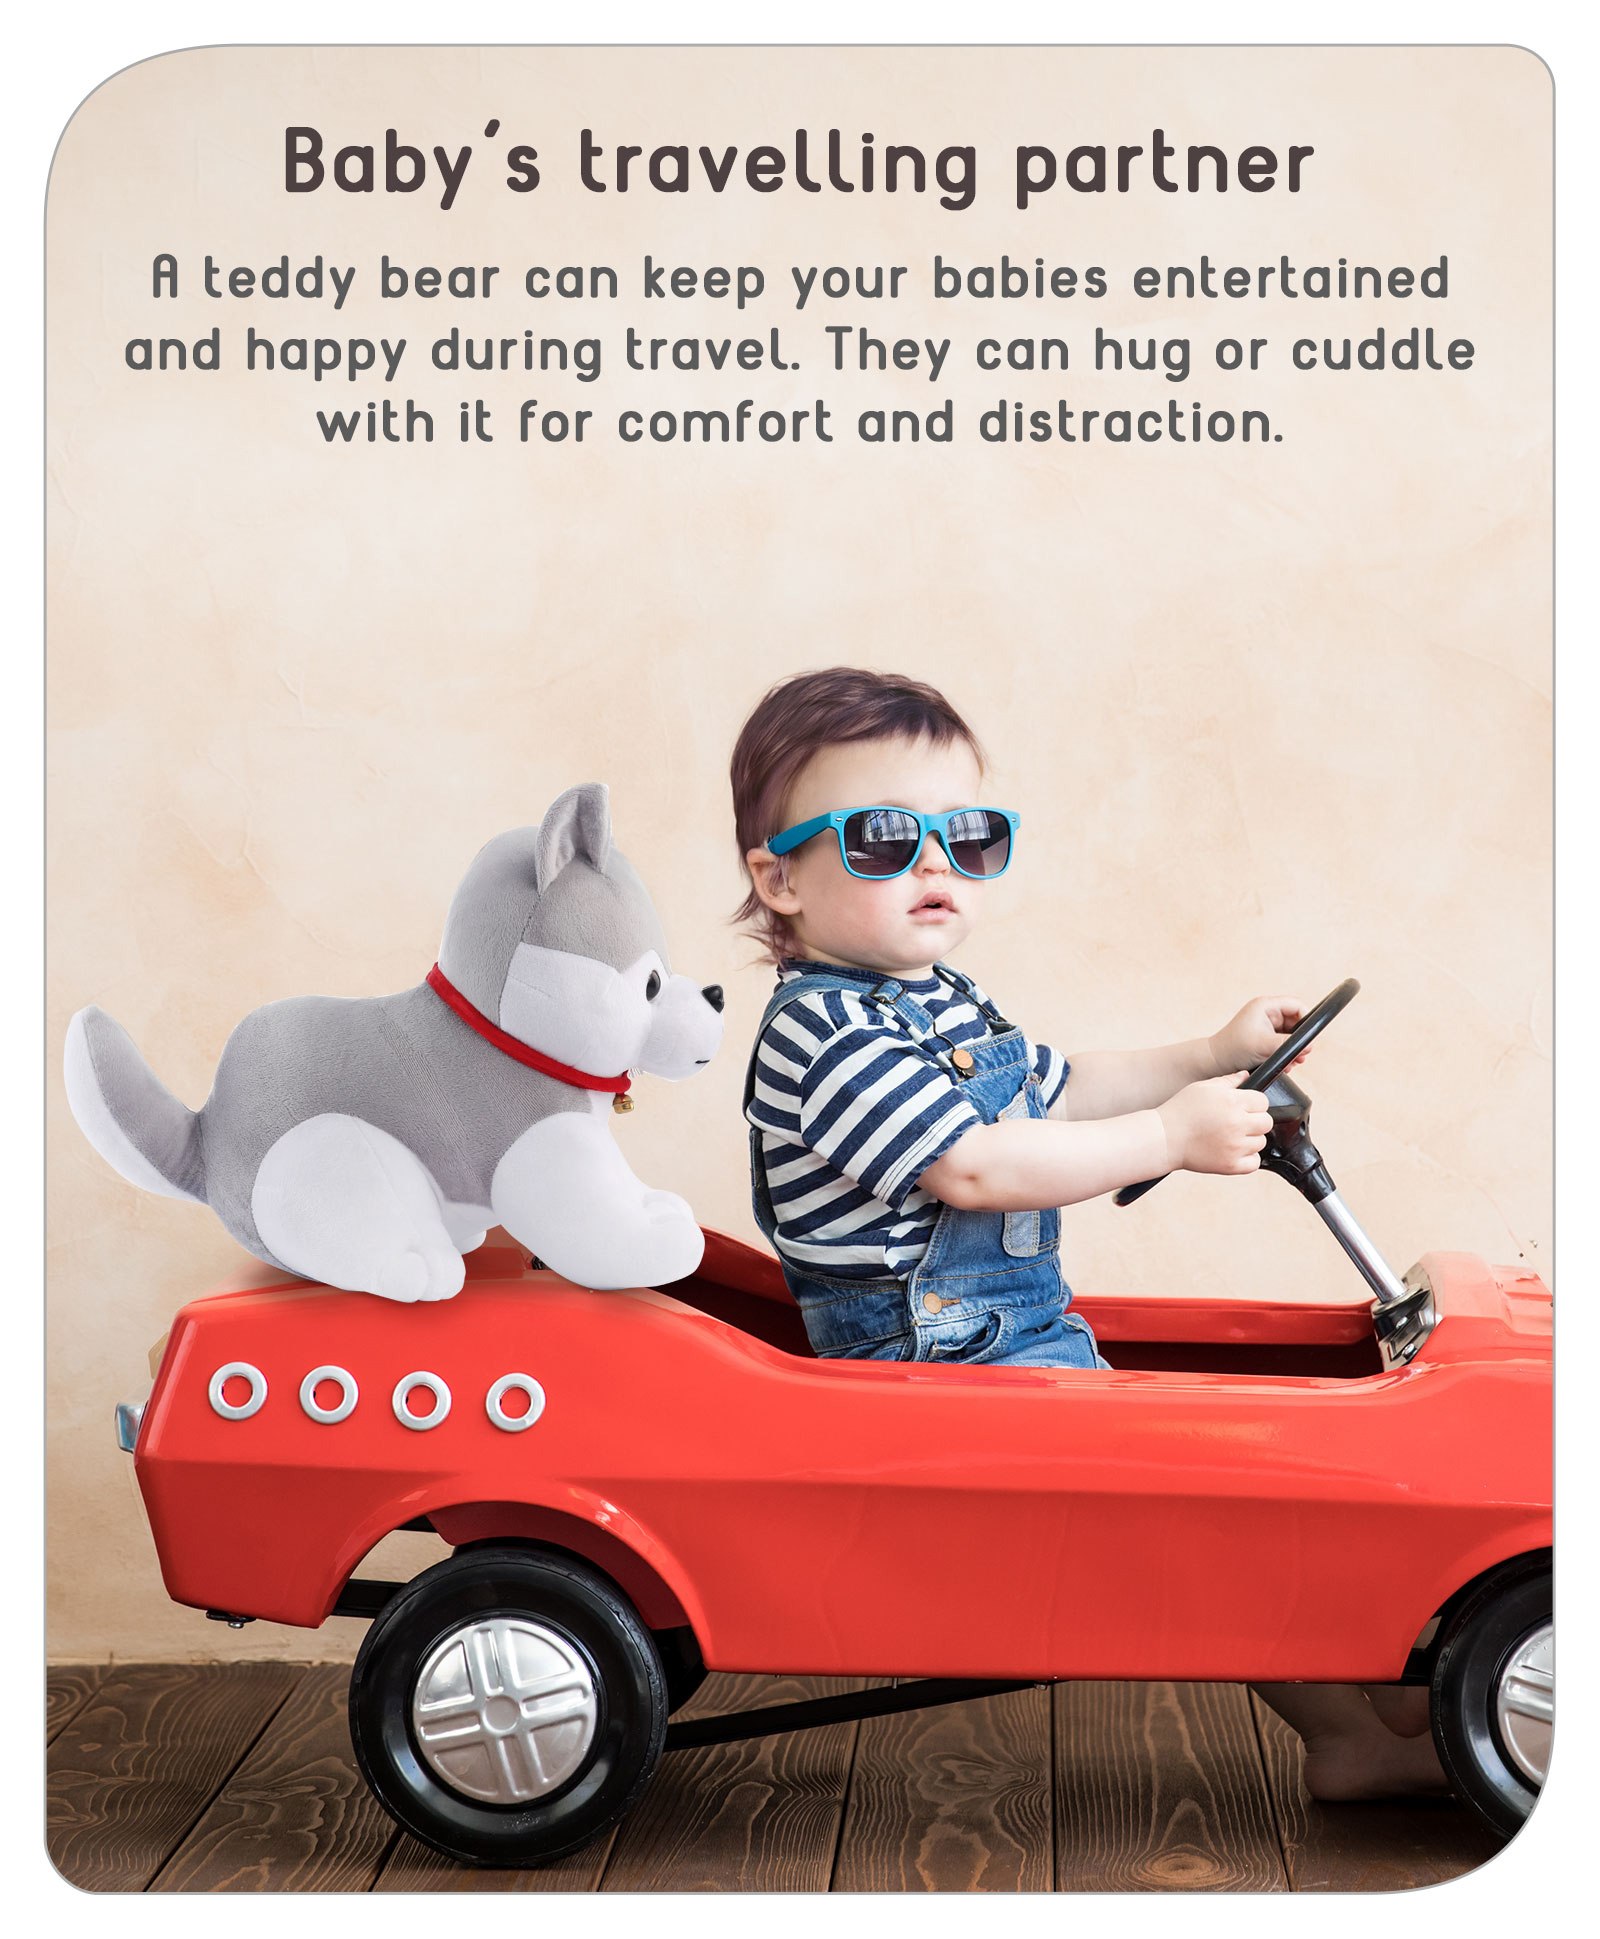 Baby's travelling partner
A teddy bear can keep your babies entertained
and happy during travel. They can hug or cuddle
with it for comfort and distraction.